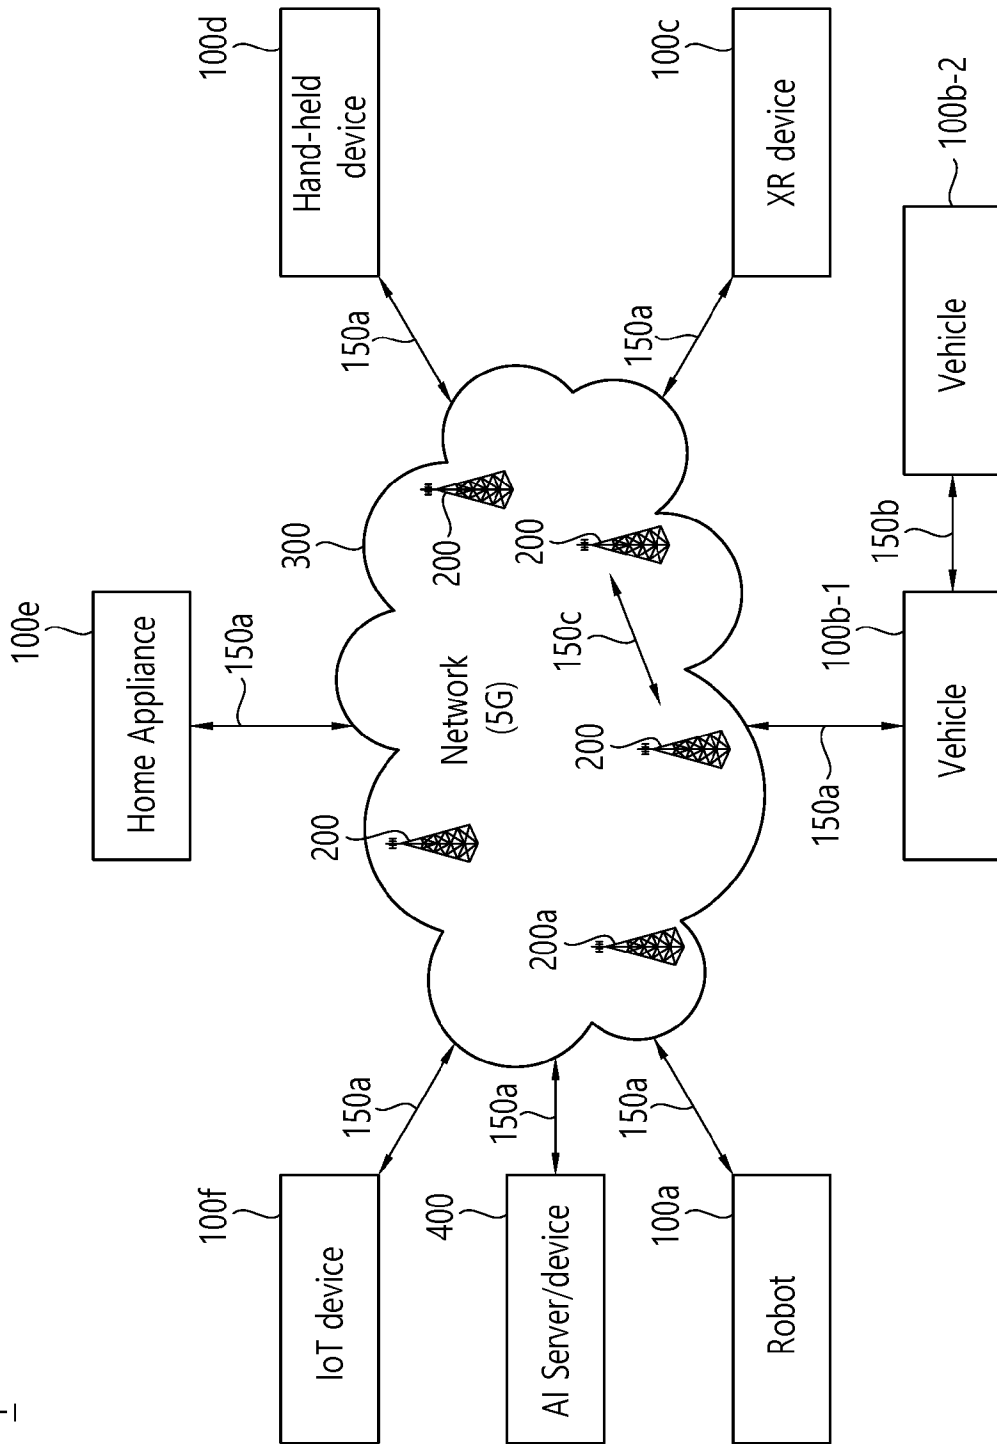 1
100e
Home Appliance
150a
100f
100d
IoT device
Hand-held
device
300
200
150a
150a
400
Network
(5G)
200
150a
AI Server/device
200a
200
150c
200
150a
150a
100a
100c
Robot
XR device
150a
100b-1
150b
Vehicle
Vehicle
100b-2